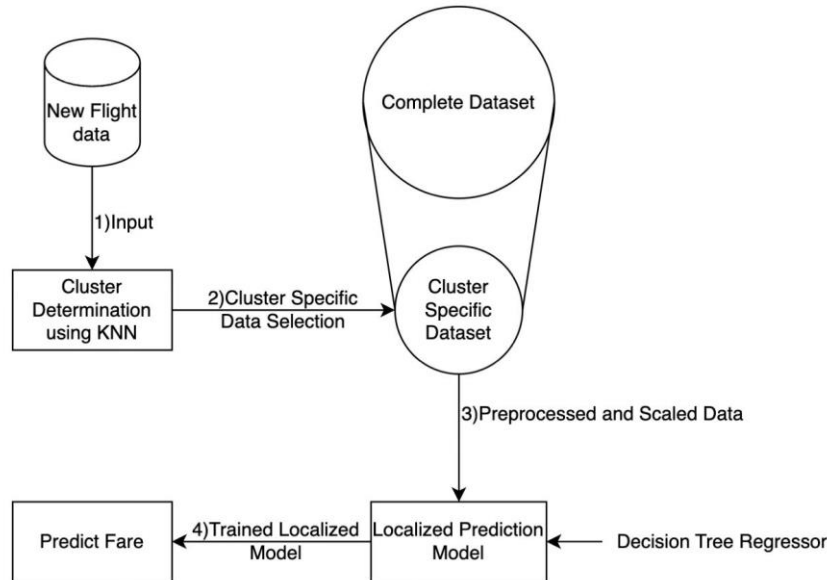 New Flight
data
Complete Dataset
1)Input
Cluster
Determination
using KNN
2)Cluster Specific
Data Selection
Cluster
Specific
Dataset
3)Preprocessed and Scaled Data
Predict Fare
4)Trained Localized
Model
Localized Prediction
Model
Decision Tree Regressor